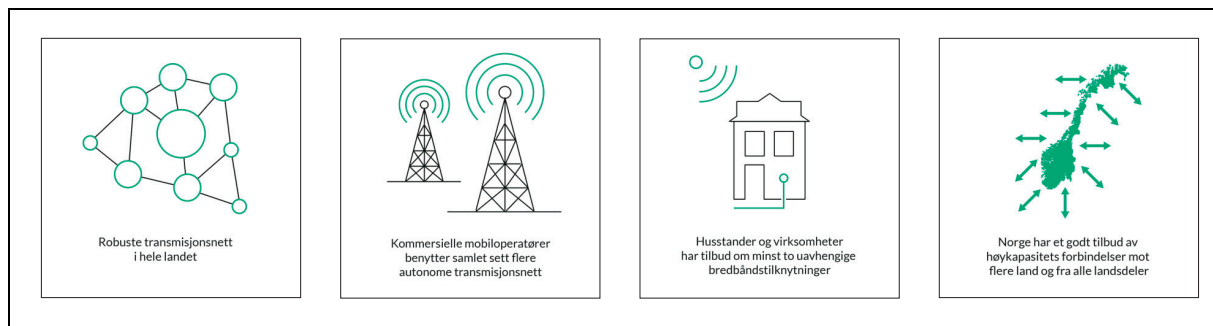 Robuste transmisjonsnett
i hele landet
Kommersielle mobiloperatører
benytter samlet sett flere
autonome transmisjonsnett
Husstander og virksomheter
har tilbud om minst to uavhengige
bredbåndstilknytninger
Norge har et godt tilbud av
høykapasitets forbindelser mot
flere land og fra alle landsdeler